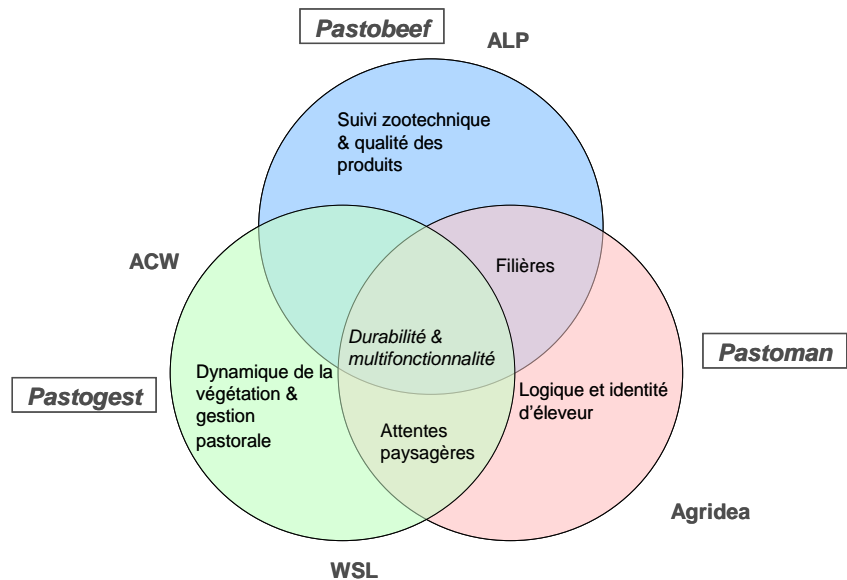 Pastobeef
ALP
Suivi zootechnique
& qualité des
produits
ACW
Filières
Durabilité &
multifonctionnalité
Pastoman
Pastogest
Dynamique de la
végétation &
gestion
pastorale
Logique et identité
d’éleveur
Attentes
paysagères
Agridea
WSL